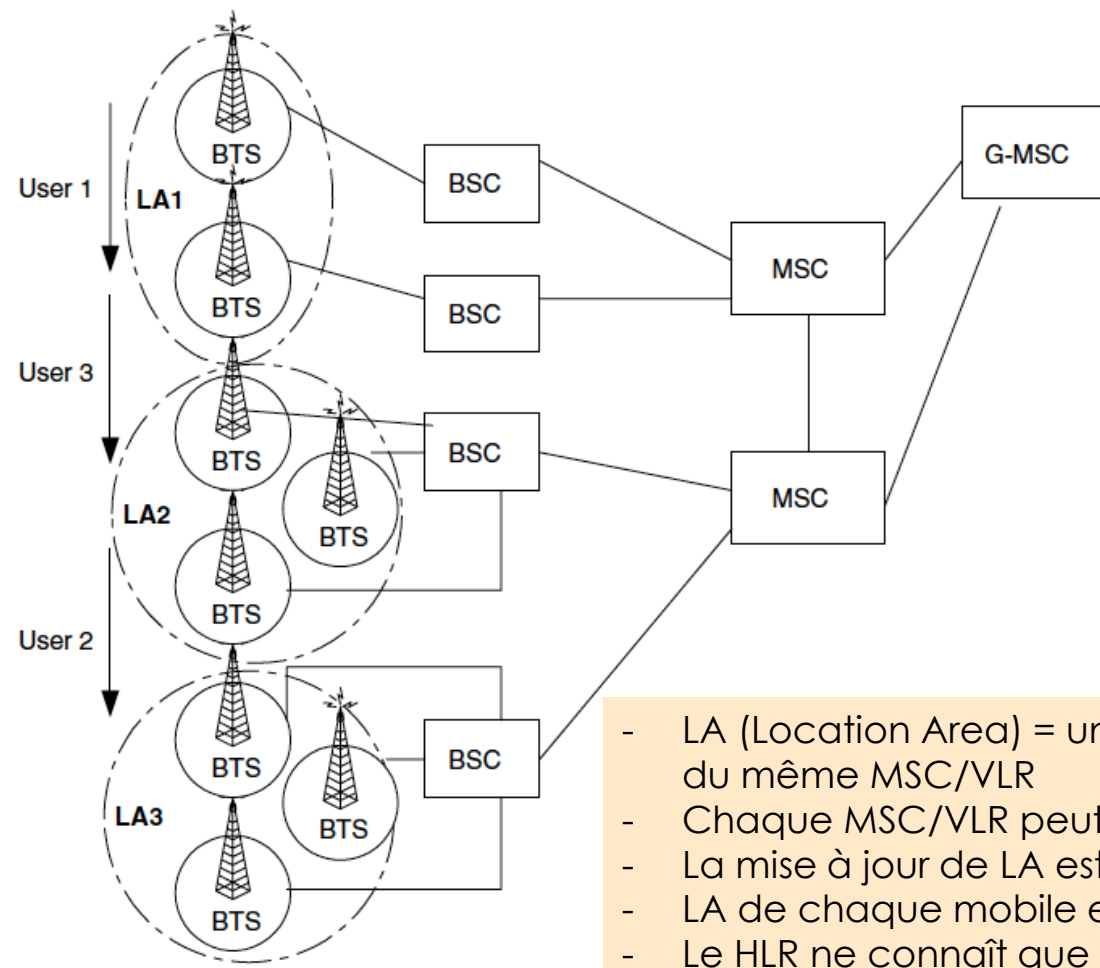 BTS
G-MSC
User 1
LA1
BSC
MSC
BTS
BSC
User 3
BTS
BSC
LA2
BTS
MSC
BTS
User 2
BTS
BSC
LA3
BTS
BTS
- LA (Location Area) = un
du même MSC/VLR
- Chaque MSC/VLR peut
- La mise à jour de LA est
- LA de chaque mobile e
- Le HLR ne connaît que